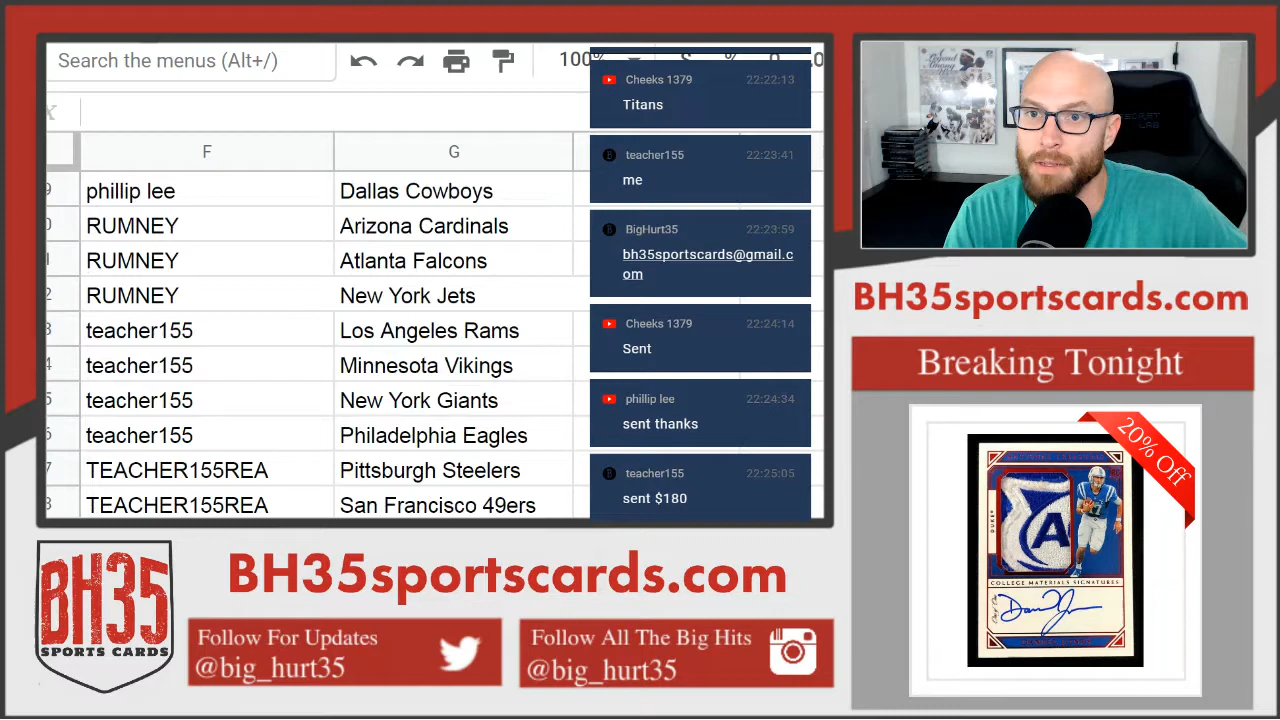 Search the menus (Alt+/)
100%
F
G
phillip lee Dallas Cowboys
RUMNEY Arizona Cardinals
RUMNEY Atlanta Falcons
RUMNEY New York Jets
teacher155 Los Angeles Rams
teacher155 Minnesota Vikings
teacher155 New York Giants
teacher155 Philadelphia Eagles
TEACHER155REA Pittsburgh Steelers
TEACHER155REA San Francisco 49ers
Cheeks 1379 22:22:13
Titans
teacher155 22:23:41
me
BigHurt35 22:23:59
bh35sportscards@gmail.c
om
Cheeks 1379 22:24:14
Sent
phillip lee 22:24:34
sent thanks
teacher155 22:25:05
sent $180
BH35sportscards.com
Breaking Tonight
20% Off
DUKE
A
COLLEGE MATERIALS SIGNATURES
BH35
SPORTS CARDS
BH35sportscards.com
Follow For Updates
@big_hurt35
Follow All The Big Hits
@big_hurt35